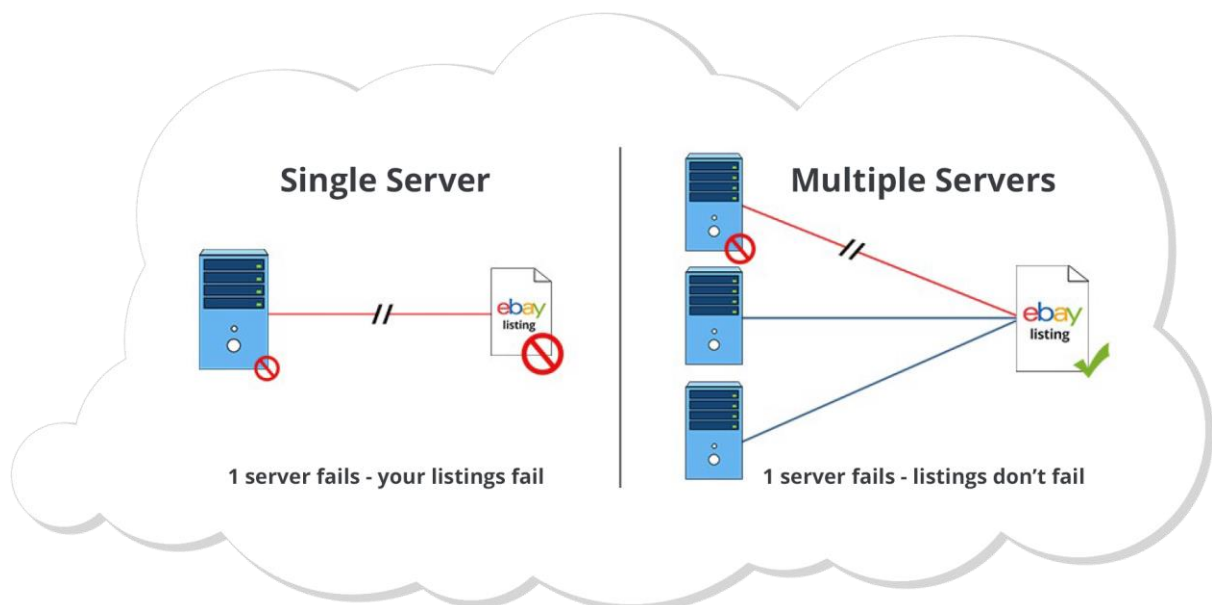 Single Server
ebay
listing
1 server fails - your listings fail
Multiple Servers
ebay
listing
1 server fails - listings don’t fail